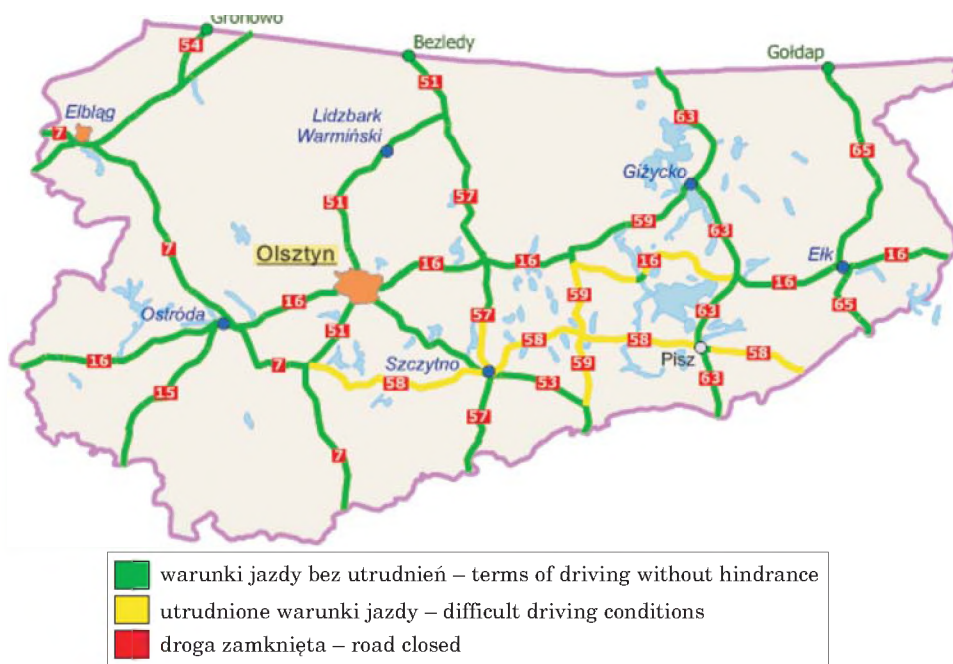 Gronowo
54
Bezledy
Gołdap
51
Elbląg
7
Lidzbark
Warmiński
63
65
Giżycko
51
57
59
63
7
Olsztyn
16
16
16
Ełk
16
16
16
59
63
65
Ostróda
57
51
58
58
Pisz
58
16
7
Szczytno
58
59
53
63
15
57
7
warunki jazdy bez utrudnień – terms of driving without hindrance
utrudnione warunki jazdy – difficult driving conditions
droga zamknięta – road closed